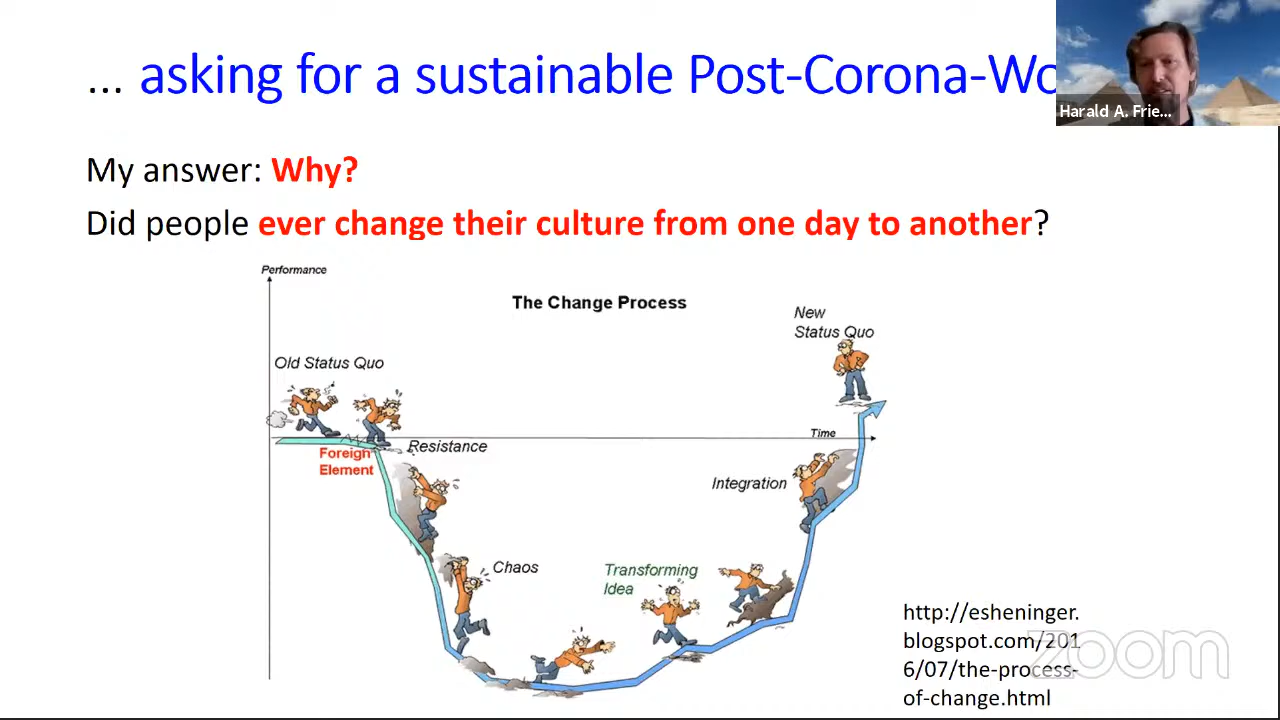 ... asking for a sustainable Post-Corona-Wo
Harald A. Frie...
My answer: Why?
Did people ever change their culture from one day to another?
Performance
The Change Process
New
Status Quo
Old Status Quo
Time
Foreign
Element
Resistance
Integration
Chaos
Transforming
Idea
http://esheninger.
blogspot.com/201
6/07/the-process-
of-change.html
zoom